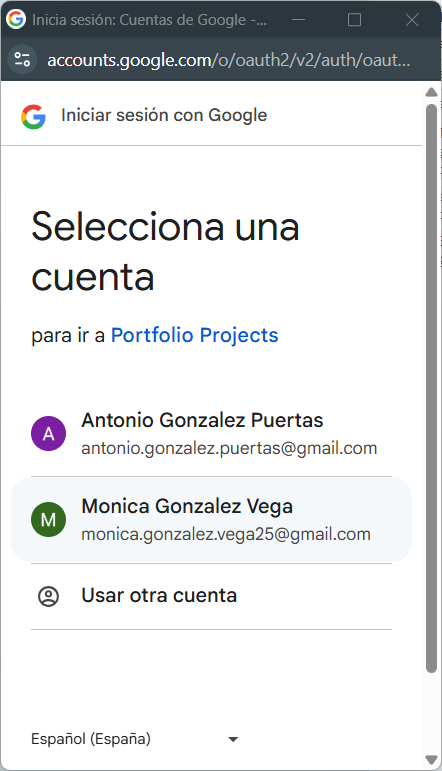 Inicia sesión: Cuentas de Google -...
accounts.google.com/o/oauth2/v2/auth/oaut...
Iniciar sesión con Google
Selecciona una
cuenta
para ir a Portfolio Projects
A
Antonio Gonzalez Puertas
antonio.gonzalez.puertas@gmail.com
M
Monica Gonzalez Vega
monica.gonzalez.vega25@gmail.com
Usar otra cuenta
Español (España)